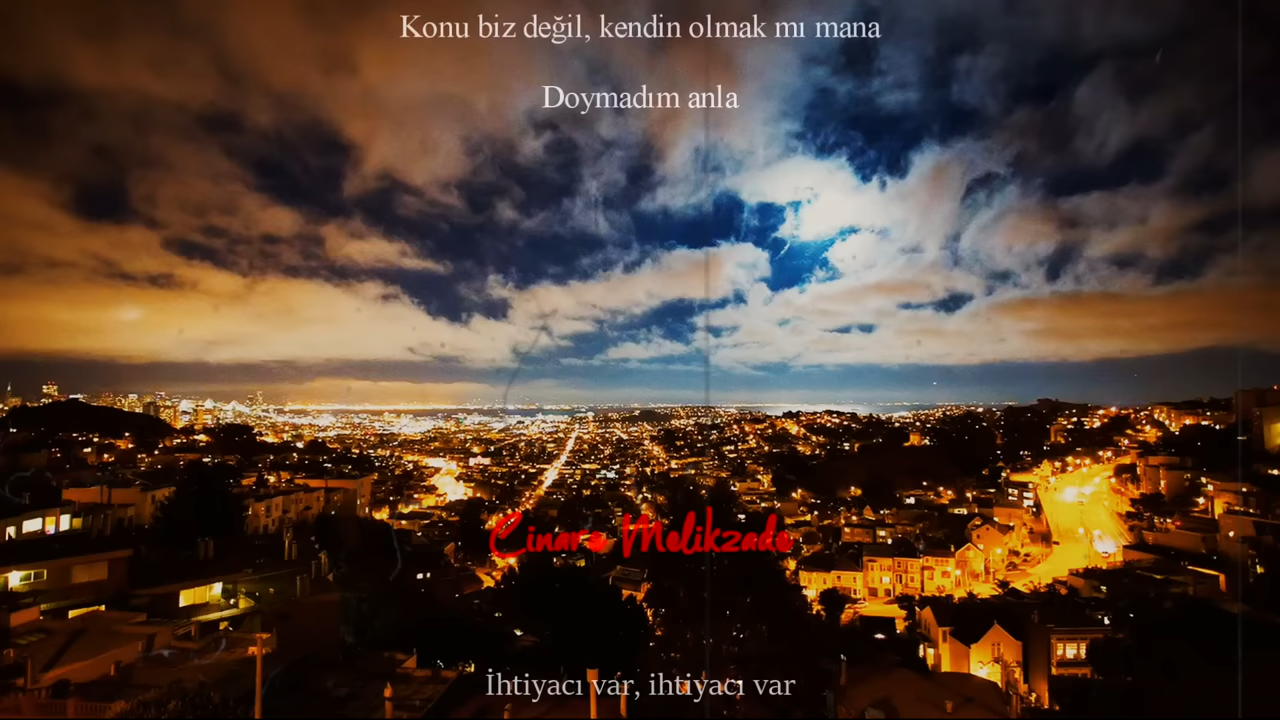 Konu biz değil, kendin olmak mı mana
Doymadım anla
Cinara Melikzade
İhtiyacı var, ihtiyacı var